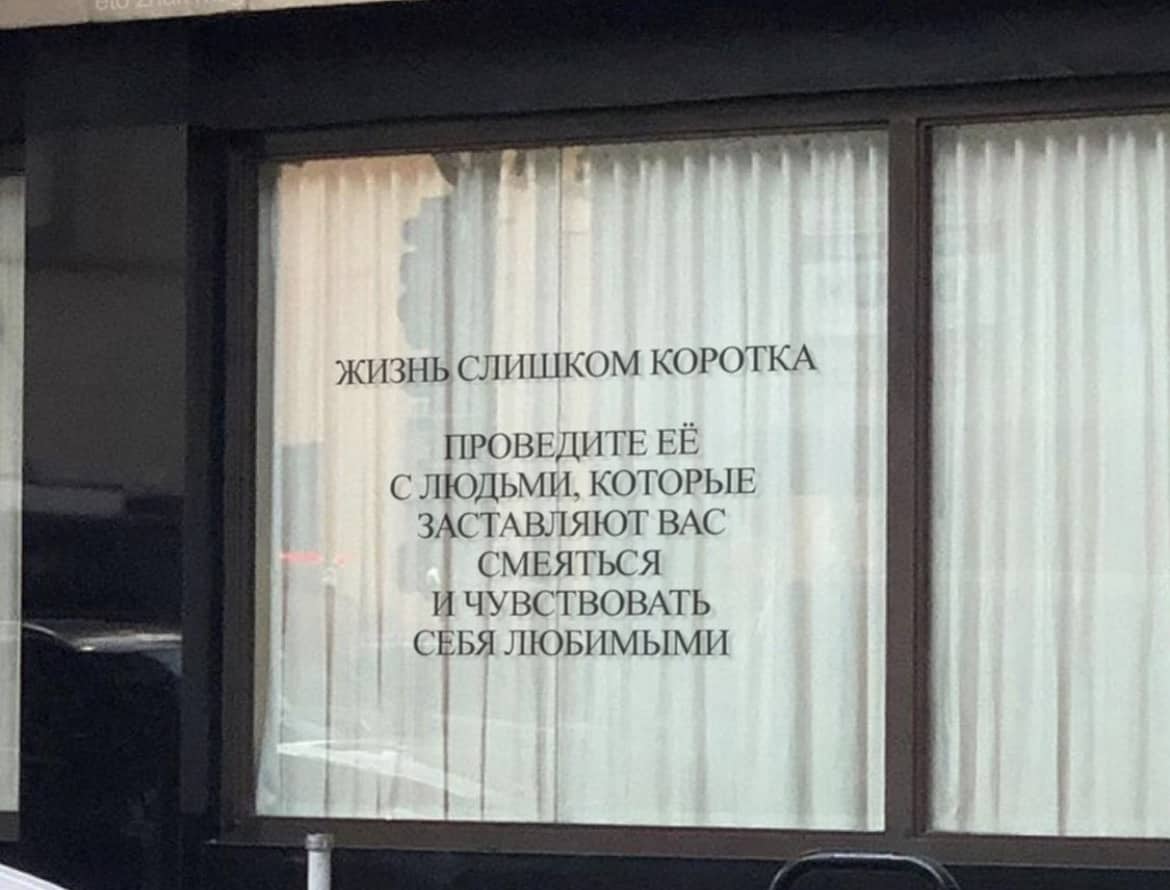 ЖИЗНЬ СЛИШКОМ КОРОТКА
ПРОВЕДИТЕ ЕЁ
С ЛЮДЬМИ, КОТОРЫЕ
ЗАСТАВЛЯЮТ ВАС
СМЕЯТЬСЯ
И ЧУВСТВОВАТЬ
СЕБЯ ЛЮБИМЫМИ